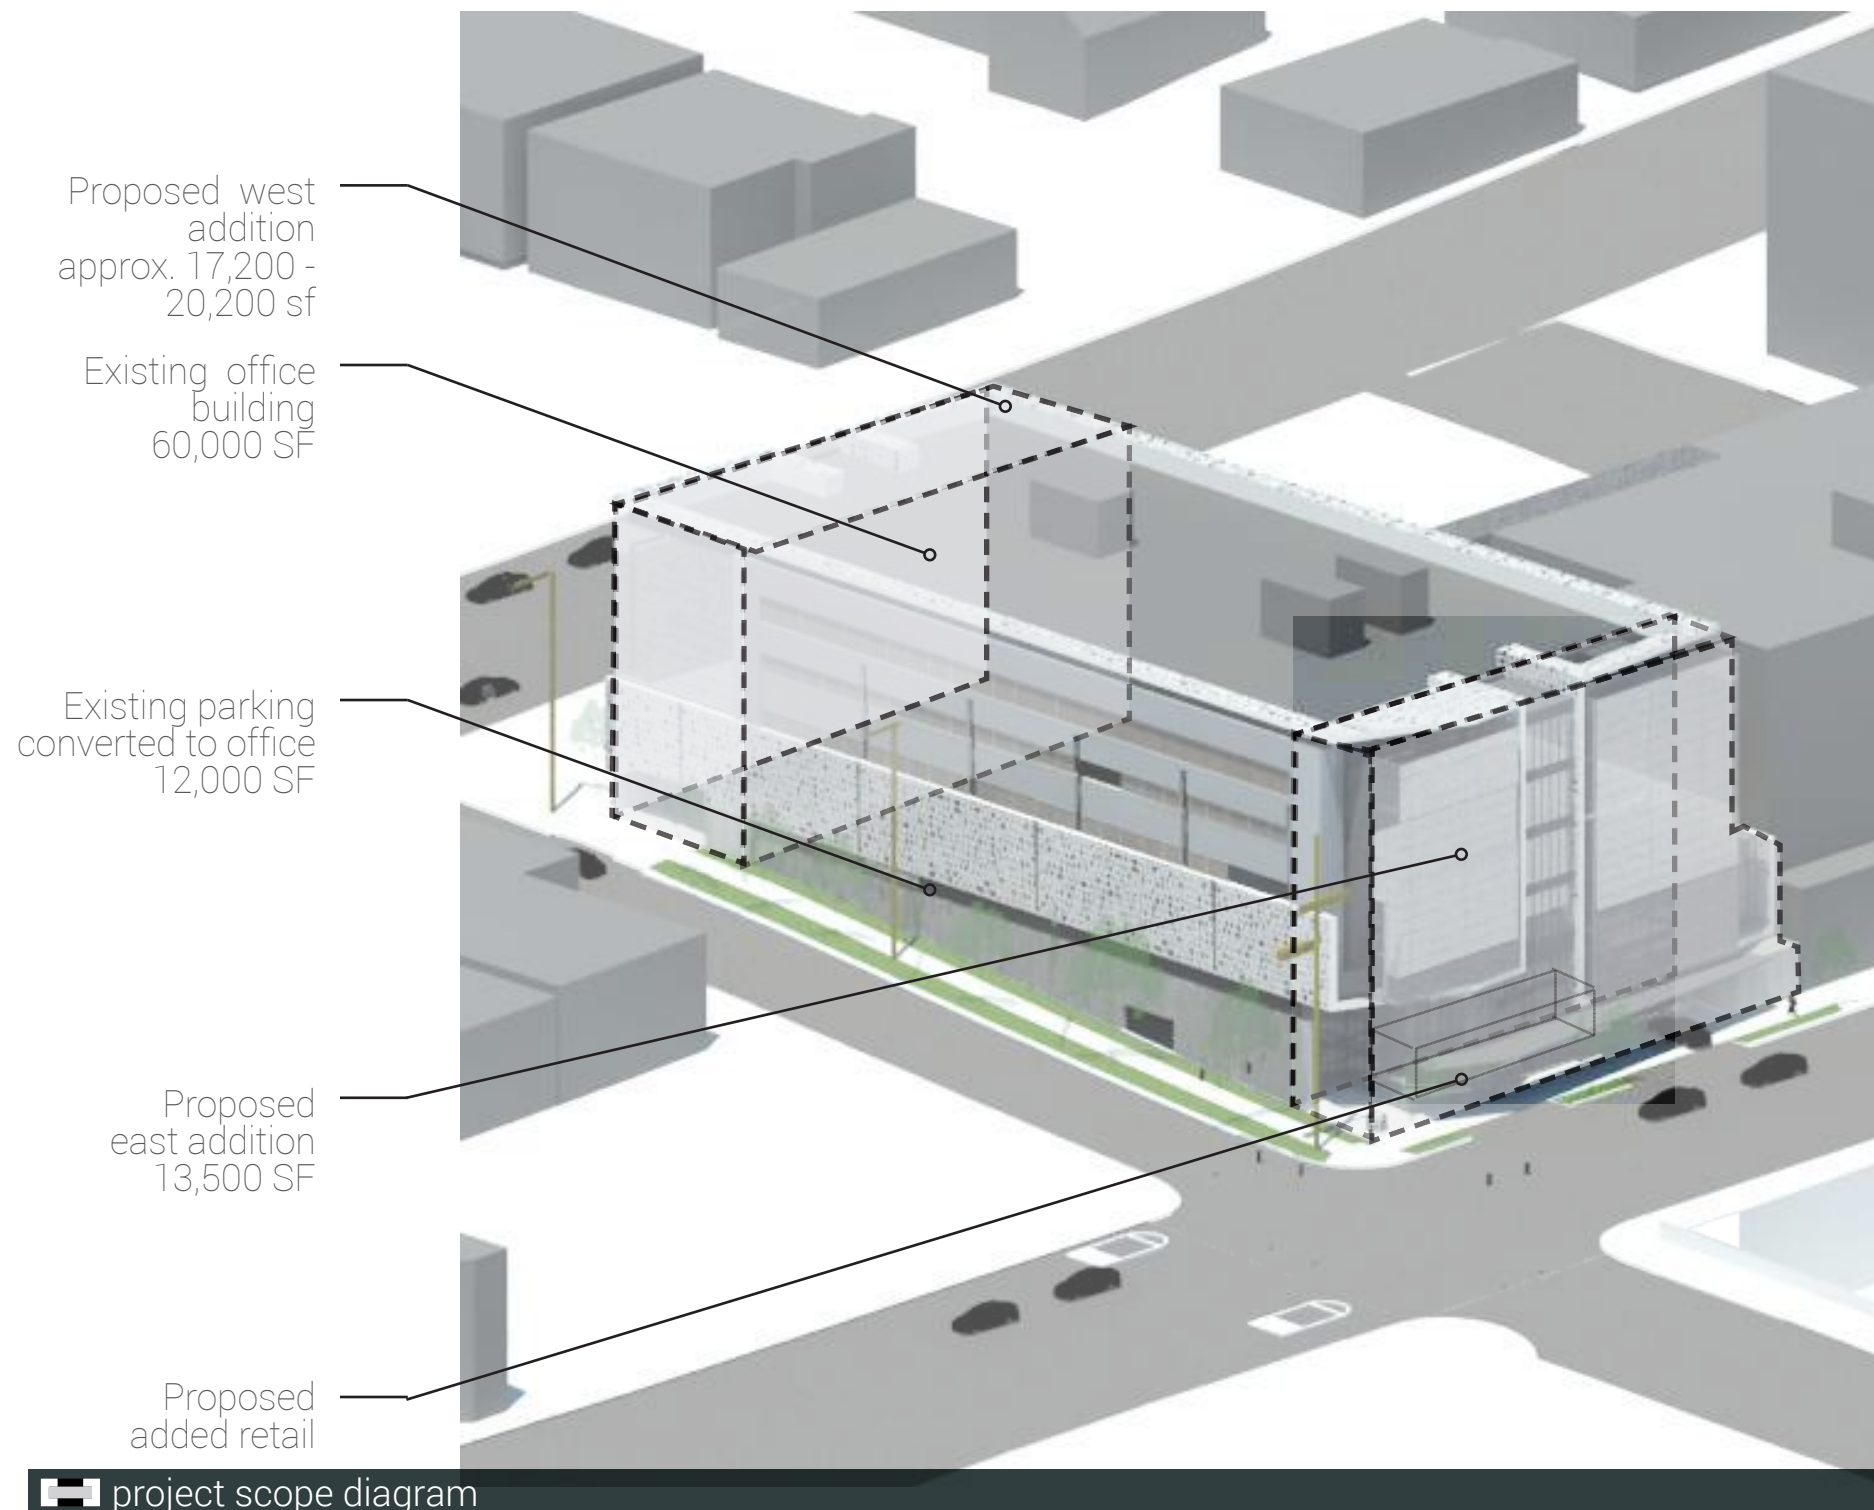 Proposed west
addition
approx. 17,200 -
20,200 sf
Existing office
building
60,000 SF
Existing parking
converted to office
12,000 SF
Proposed
east addition
13,500 SF
Proposed
added retail
project scope diagram